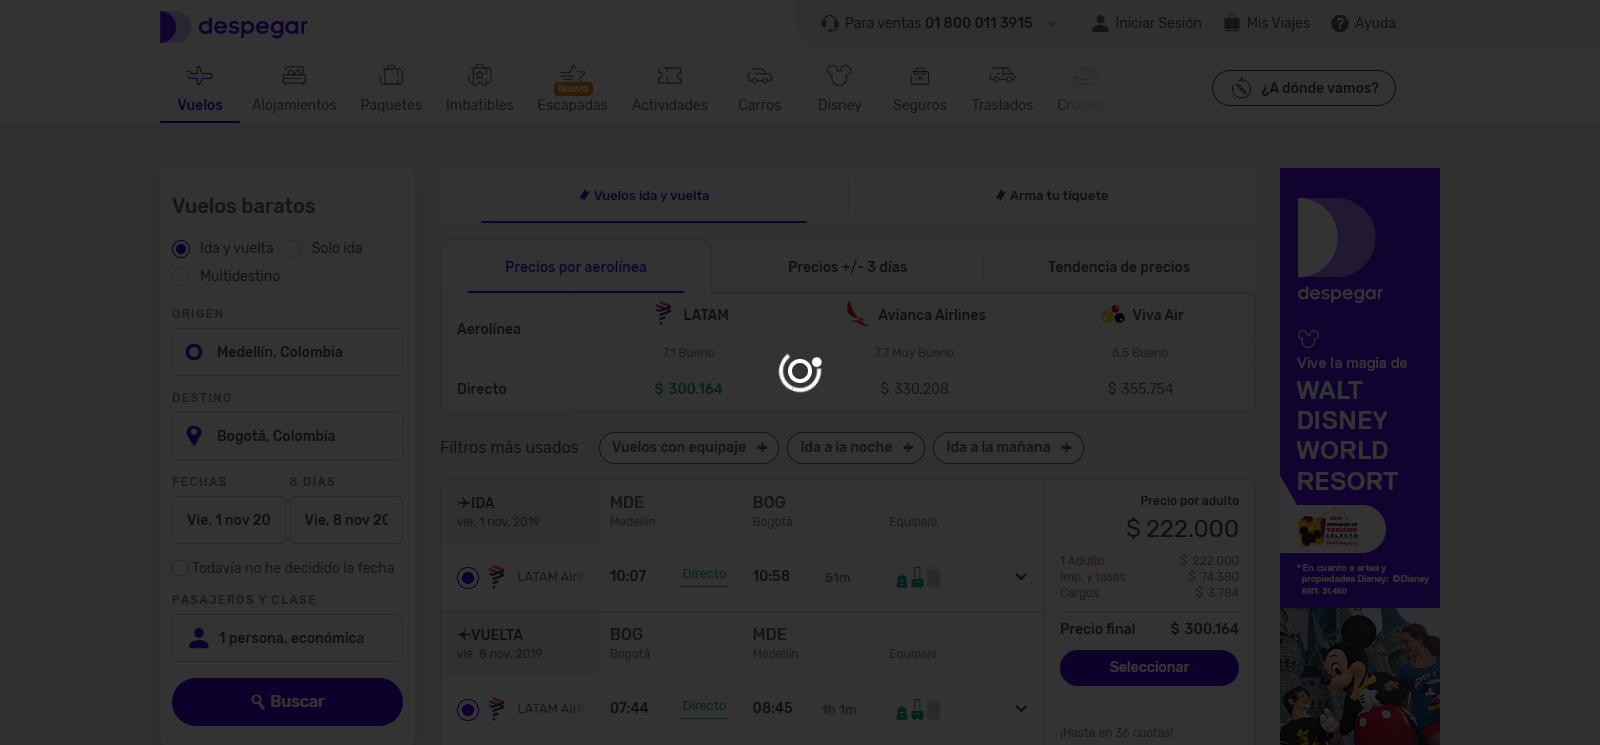 despegar
Para ventas 01 800 011 3915
Iniciar Sesión
Mis Viajes
Ayuda
Vuelos
Alojamientos
Paquetes
Imbatibles
Nuevo
Escapadas
Actividades
Carros
Disney
Seguros
Traslados
Cruceros
¿A dónde vamos?
Vuelos baratos
Ida y vuelta
Solo ida
Multidestino
ORIGEN
Medellín, Colombia
DESTINO
Bogotá, Colombia
FECHAS
8 DÍAS
Vie, 1 nov 20
Vie, 8 nov 20
Todavía no he decidido la fecha
PASAJEROS Y CLASE
1 persona, económica
Buscar
Vuelos ida y vuelta
Arma tu tiquete
Precios por aerolínea
Precios +/- 3 días
Tendencia de precios
Aerolínea
LATAM
Avianca Airlines
Viva Air
7.1 Bueno
7.7 Muy Bueno
6.5 Bueno
Directo
$ 300.164
$ 330.208
$ 355.754
Filtros más usados
Vuelos con equipaje +
Ida a la noche +
Ida a la mañana +
IDA
MDE
BOG
vie. 1 nov. 2019
Medellín
Bogotá
Equipaje
LATAM Airli
10:07
Directo
10:58
51m
VUELTA
BOG
MDE
vie. 8 nov. 2019
Bogotá
Medellín
Equipaje
LATAM Airli
07:44
Directo
08:45
1h 1m
Precio por adulto
$ 222.000
1 Adulto $ 222.000
Imp. y tasas $ 74.380
Cargos $ 3.784
Precio final $ 300.164
Seleccionar
¡Hasta en 36 cuotas!
despegar
Vive la magia de
WALT
DISNEY
WORLD
RESORT
* En cuanto a artes y
propiedades Disney: ©Disney
RNT: 31.460